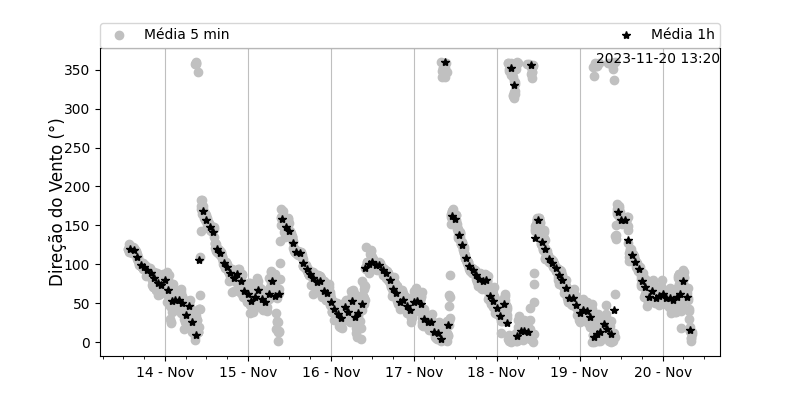 Média 5 min
Média 1h
2023-11-20 13:20
Direção do Vento (°)
350
300
250
200
150
100
50
0
14 - Nov
15 - Nov
16 - Nov
17 - Nov
18 - Nov
19 - Nov
20 - Nov